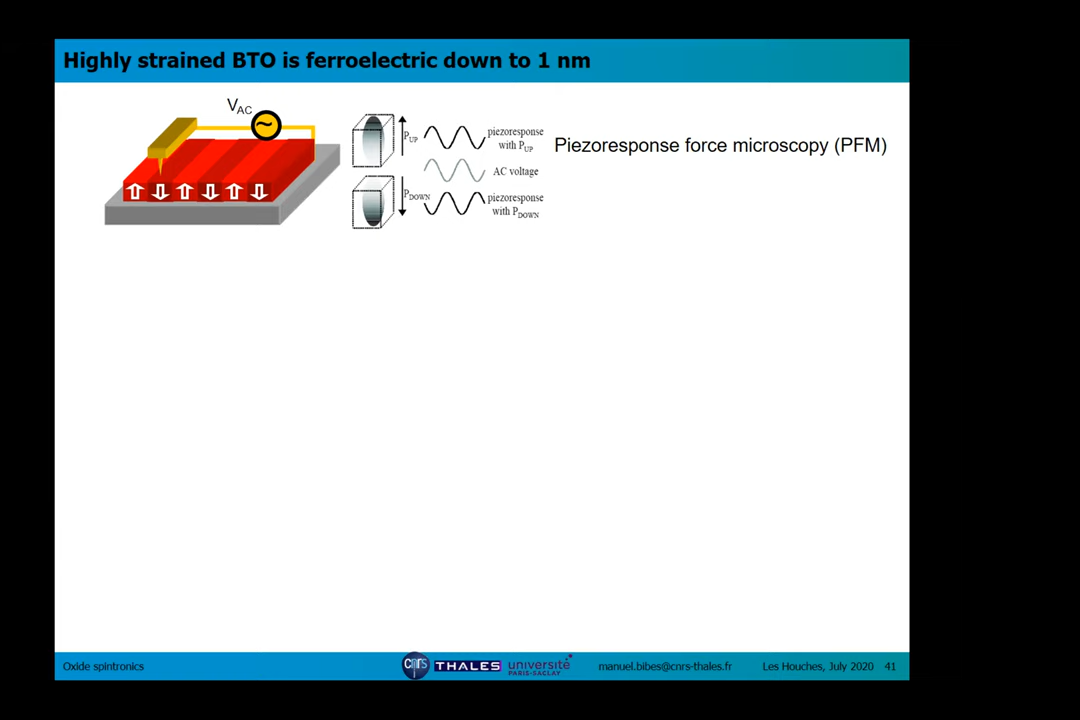 Highly strained BTO is ferroelectric down to 1 nm
VAC
~
PUP
piezoresponse
with PUP
AC voltage
PDOWN
piezoresponse
with PDOWN
Piezoresponse force microscopy (PFM)
Oxide spintronics
cnrs
THALES
université
PARIS-SACLAY
manuel.bibes@cnrs-thales.fr
Les Houches, July 2020
41